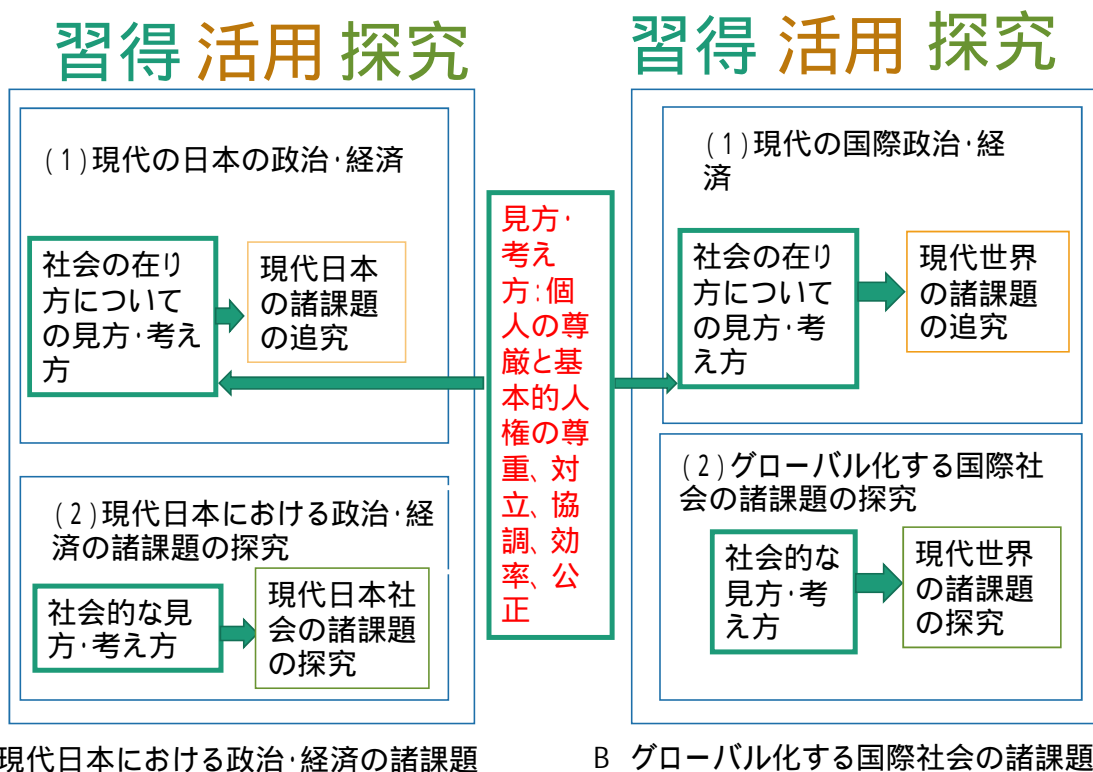 習得 活用 探究
(1)現代の日本の政治・経済
社会の在り
方について
の見方・考え
方
現代日本
の諸課題
の追究
(2)現代日本における政治・経
済の諸課題の探究
社会的な見
方・考え方
現代日本社
会の諸課題
の探究
現代日本における政治・経済の諸課題
見方・
考え
方:個
人の尊
厳と基
本的人
権の尊
重、対
立、協
調、効
率、公
正
習得 活用 探究
(1)現代の国際政治・経
済
社会の在り
方について
の見方・考
え方
現代世界
の諸課題
の追究
(2)グローバル化する国際社
会の諸課題の探究
社会的な
見方・考
え方
現代世界
の諸課題
の探究
B グローバル化する国際社会の諸課題